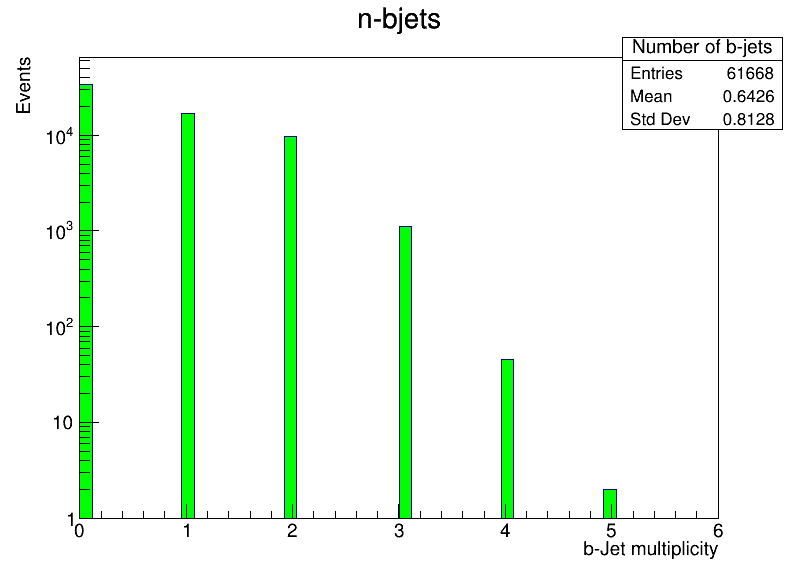 n-bjets
Number of b-jets
Entries 61668
Mean 0.6426
Std Dev 0.8128
Events
10^4
10^3
10^2
10
1
0 1 2 3 4 5 6
b-Jet multiplicity